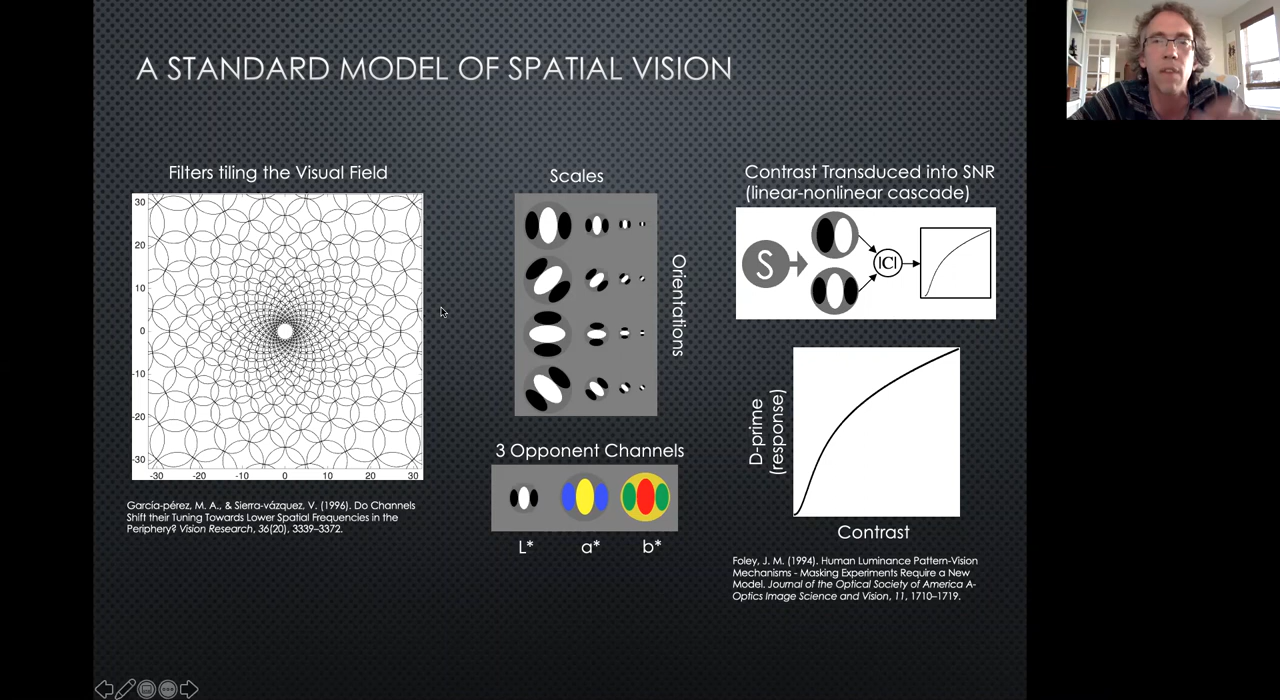 A STANDARD MODEL OF SPATIAL VISION
Filters tiling the Visual Field
30
20
10
0
-10
-20
-30
-30
-20
-10
0
10
20
30
García-pérez, M. A., & Sierra-vázquez, V. (1996). Do Channels
Shift their Tuning Towards Lower Spatial Frequencies in the
Periphery? Vision Research, 36(20), 3339–3372.
Scales
Orientations
3 Opponent Channels
L*
a*
b*
Contrast Transduced into SNR
(linear-nonlinear cascade)
S
|C|
D-prime
(response)
Contrast
Foley, J. M. (1994). Human Luminance Pattern-Vision
Mechanisms - Masking Experiments Require a New
Model. Journal of the Optical Society of America A-
Optics Image Science and Vision, 11, 1710–1719.